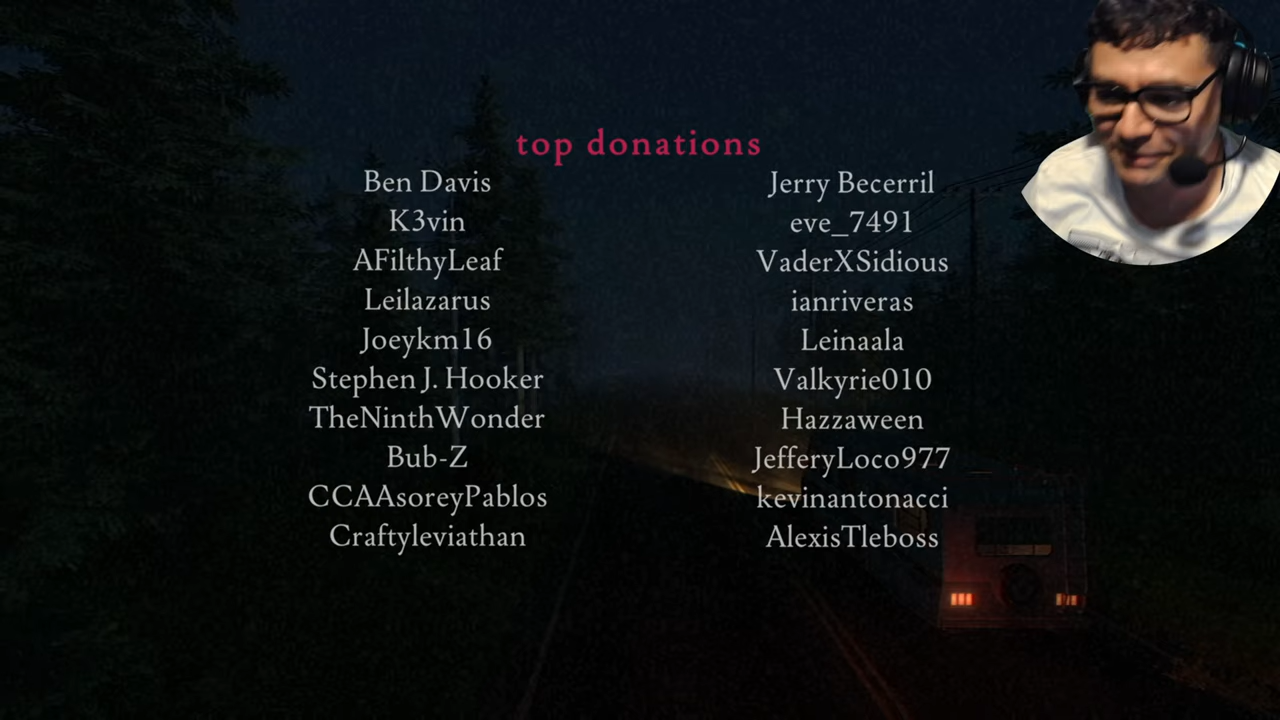 top donations
Ben Davis
K3vin
AFilthyLeaf
Leilazarus
Joeykm16
Stephen J. Hooker
TheNinthWonder
Bub-Z
CCAAsoreyPablos
Craftyleviathan
Jerry Becerril
eve_7491
VaderXSidious
ianriveras
Leinaala
Valkyrie010
Hazzaween
JefferyLoco977
kevinantonacci
AlexisTleboss